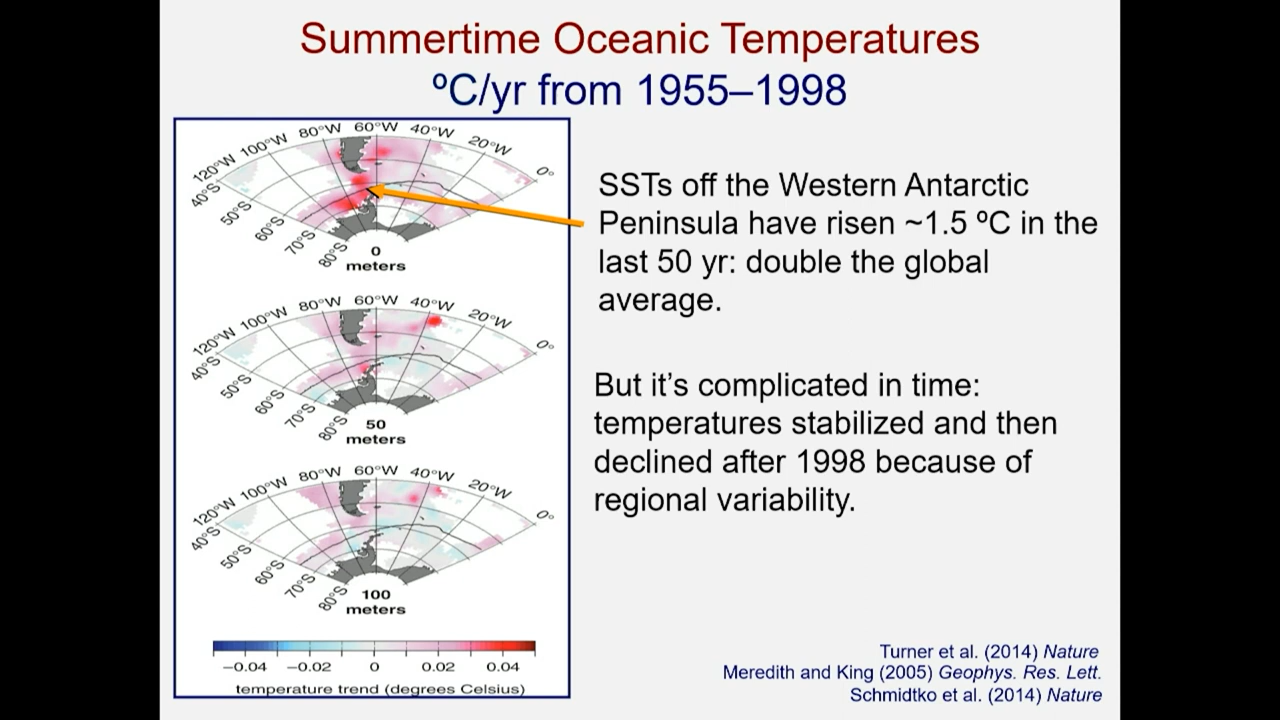 Summertime Oceanic Temperatures
ºC/yr from 1955–1998
120°W 100°W 80°W 60°W 40°W 20°W 0°
40°S
50°S
60°S
70°S
80°S
0
meters
120°W 100°W 80°W 60°W 40°W 20°W 0°
40°S
50°S
60°S
70°S
80°S
50
meters
120°W 100°W 80°W 60°W 40°W 20°W 0°
40°S
50°S
60°S
70°S
80°S
100
meters
−0.04 −0.02 0 0.02 0.04
temperature trend (degrees Celsius)
SSTs off the Western Antarctic
Peninsula have risen ~1.5 ºC in the
last 50 yr: double the global
average.
But it’s complicated in time:
temperatures stabilized and then
declined after 1998 because of
regional variability.
Turner et al. (2014) Nature
Meredith and King (2005) Geophys. Res. Lett.
Schmidtko et al. (2014) Nature